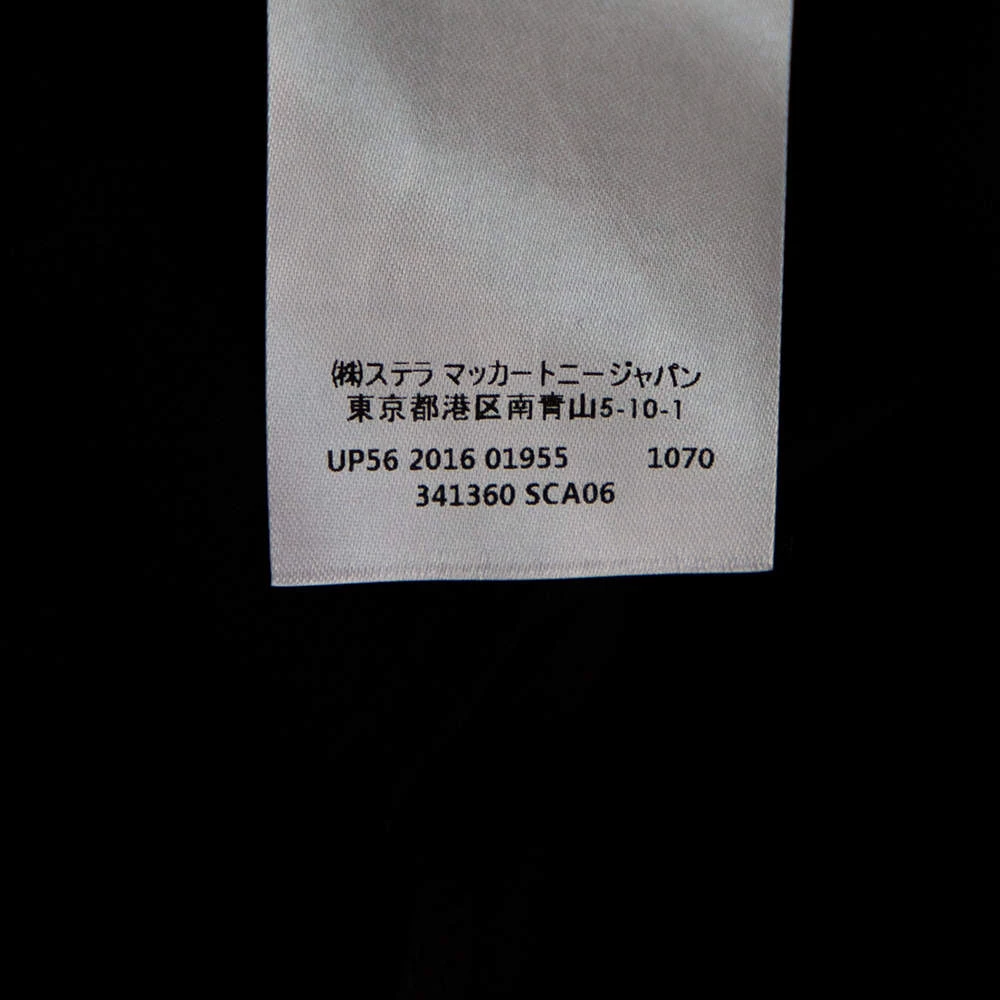 ㈱ステラ マッカートニージャパン
東京都港区南青山5-10-1
UP56 2016 01955 1070
341360 SCA06